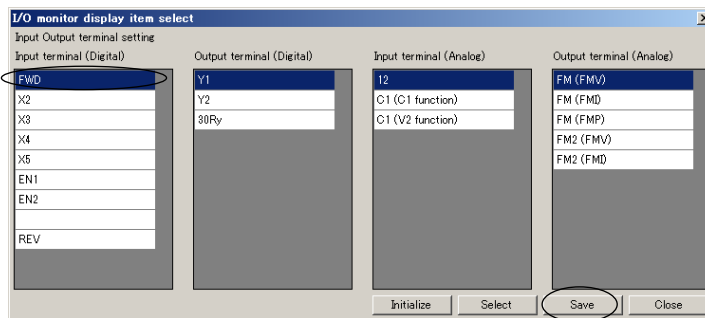 I/O monitor display item select
Input Output terminal setting
Input terminal (Digital)
FWD
X2
X3
X4
X5
EN1
EN2
REV
Output terminal (Digital)
Y1
Y2
30Ry
Input terminal (Analog)
12
C1 (C1 function)
C1 (V2 function)
Output terminal (Analog)
FM (FMV)
FM (FMI)
FM (FMP)
FM2 (FMV)
FM2 (FMI)
Initialize
Select
Save
Close